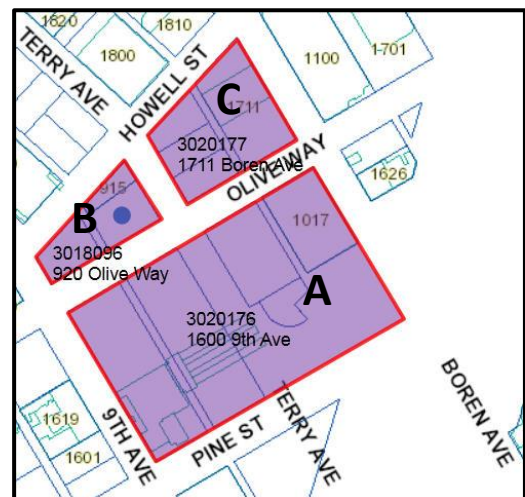 1820
1810
TERRY AVE
1800
HOWELL ST
1100
1701
C
1711
3020177
1711 Boren Ave
OLIVE WAY
1626
915
B
3018096
920 Olive Way
1017
A
3020176
1600 9th Ave
1619
1601
9TH AVE
PINE ST
TERRY AVE
BOREN AVE